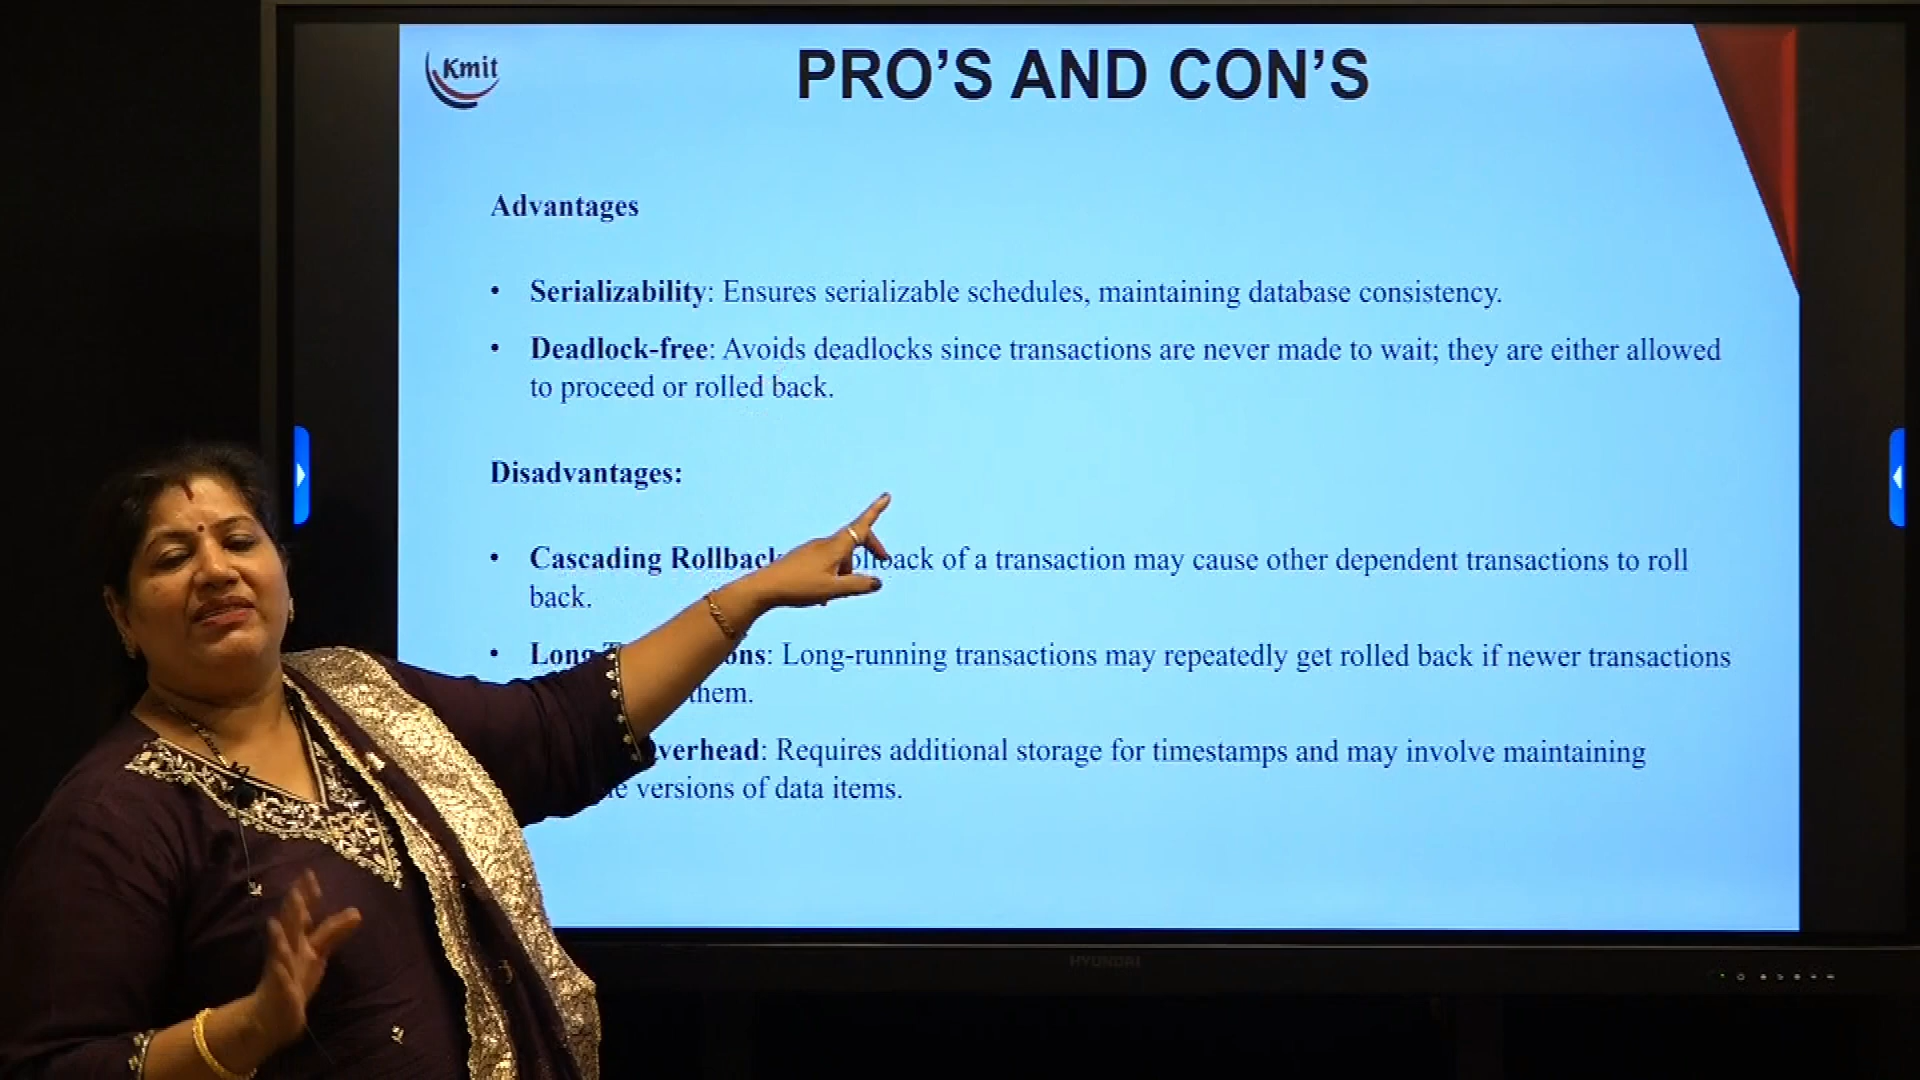 Kmit
PRO’S AND CON’S
Advantages
• Serializability: Ensures serializable schedules, maintaining database consistency.
• Deadlock-free: Avoids deadlocks since transactions are never made to wait; they are either allowed
to proceed or rolled back.
Disadvantages:
• Cascading Rollback of a transaction may cause other dependent transactions to roll
back.
• Long : Long-running transactions may repeatedly get rolled back if newer transactions
them.
: Requires additional storage for timestamps and may involve maintaining
versions of data items.
HYUNDAI